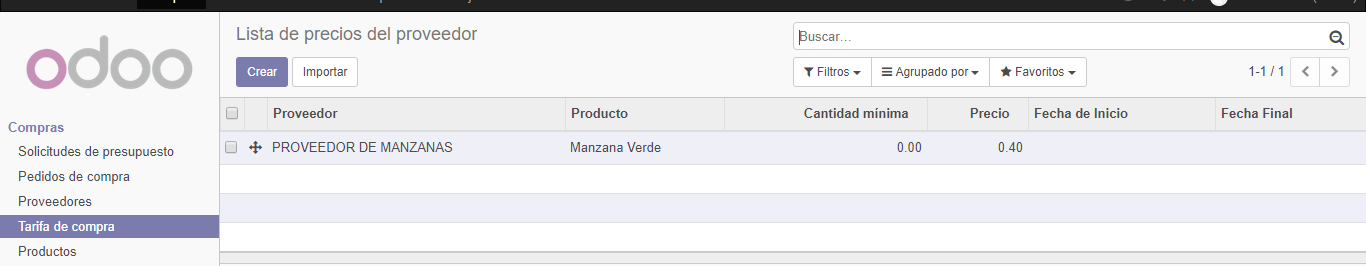 odoo
Compras
Solicitudes de presupuesto
Pedidos de compra
Proveedores
Tarifa de compra
Productos
Lista de precios del proveedor
Buscar...
Crear Importar
Filtros Agrupado por Favoritos 1-1 / 1
Proveedor Producto Cantidad mínima Precio Fecha de Inicio Fecha Final
PROVEEDOR DE MANZANAS Manzana Verde 0.00 0.40